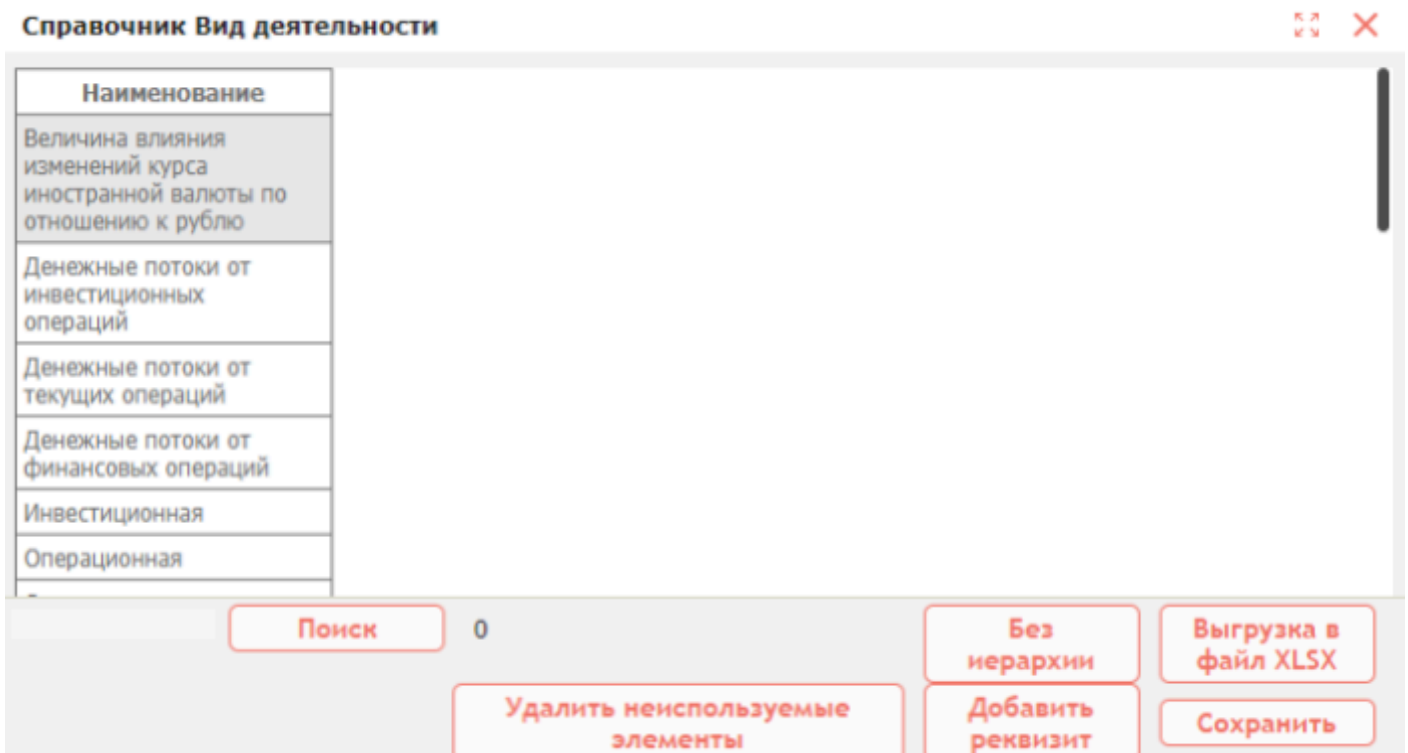 Справочник Вид деятельности
Наименование
Величина влияния
изменений курса
иностранной валюты по
отношению к рублю
Денежные потоки от
инвестиционных
операций
Денежные потоки от
текущих операций
Денежные потоки от
финансовых операций
Инвестиционная
Операционная
Поиск
0
Без
иерархии
Выгрузка в
файл XLSX
Удалить неиспользуемые
элементы
Добавить
реквизит
Сохранить